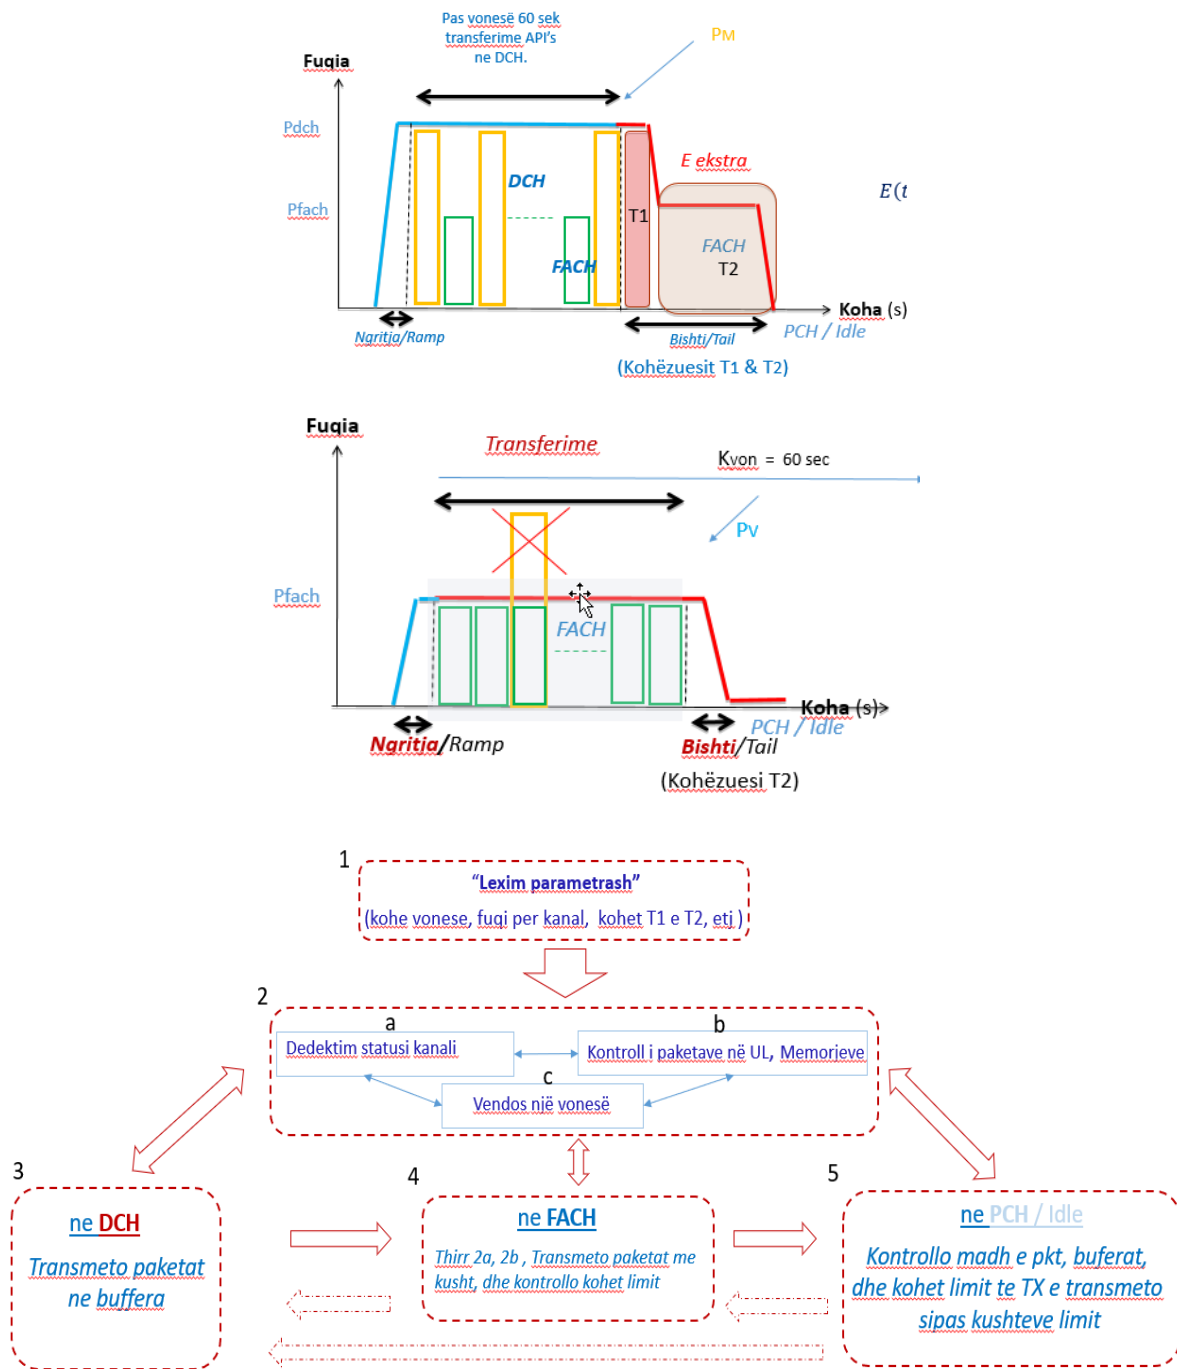 Pas vonesë 60 sek
transferime API's
ne DCH.
PM
Fuqia
Pdch
E ekstra
DCH
E(t
Pfach
T1
FACH
FACH
T2
Koha (s)
Ngritja/Ramp
Bishti/Tail
PCH / Idle
(Kohëzuesit T1 & T2)
Fuqia
Transferime
Kvon = 60 sec
Pv
Pfach
FACH
Koha (s)
PCH / Idle
Ngritja/Ramp
Bishti/Tail
(Kohëzuesi T2)
1
“Lexim parametrash”
(kohe vonese, fuqi per kanal, kohet T1 e T2, etj )
2
a
b
Dedektim statusi kanali
Kontroll i paketave në UL, Memorjeve
c
Vendos një vonesë
3
4
5
ne DCH
Transmeto paketat
ne buffera
ne FACH
Thirr 2a, 2b , Transmeto paketat me
kusht, dhe kontrollo kohet limit
ne PCH / Idle
Kontrollo madh e pkt, buferat,
dhe kohet limit te TX e transmeto
sipas kushteve limit